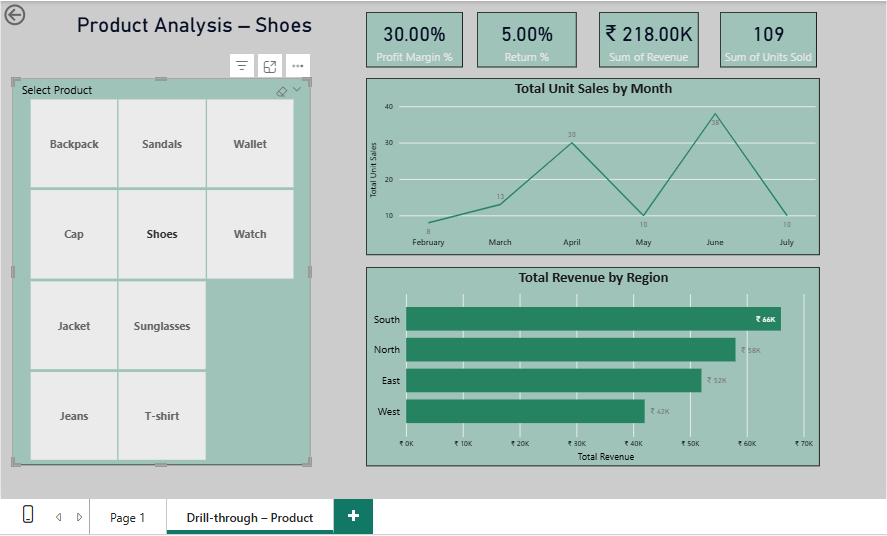 Product Analysis – Shoes
30.00%
Profit Margin %
5.00%
Return %
₹ 218.00K
Sum of Revenue
109
Sum of Units Sold
Select Product
Backpack Sandals Wallet
Cap Shoes Watch
Jacket Sunglasses
Jeans T-shirt
Total Unit Sales by Month
Total Unit Sales
40
30
20
10
8
13
30
10
38
10
February March April May June July
Total Revenue by Region
South ₹ 66K
North ₹ 58K
East ₹ 52K
West ₹ 42K
₹ 0K ₹ 10K ₹ 20K ₹ 30K ₹ 40K ₹ 50K ₹ 60K ₹ 70K
Total Revenue
Page 1 Drill-through – Product